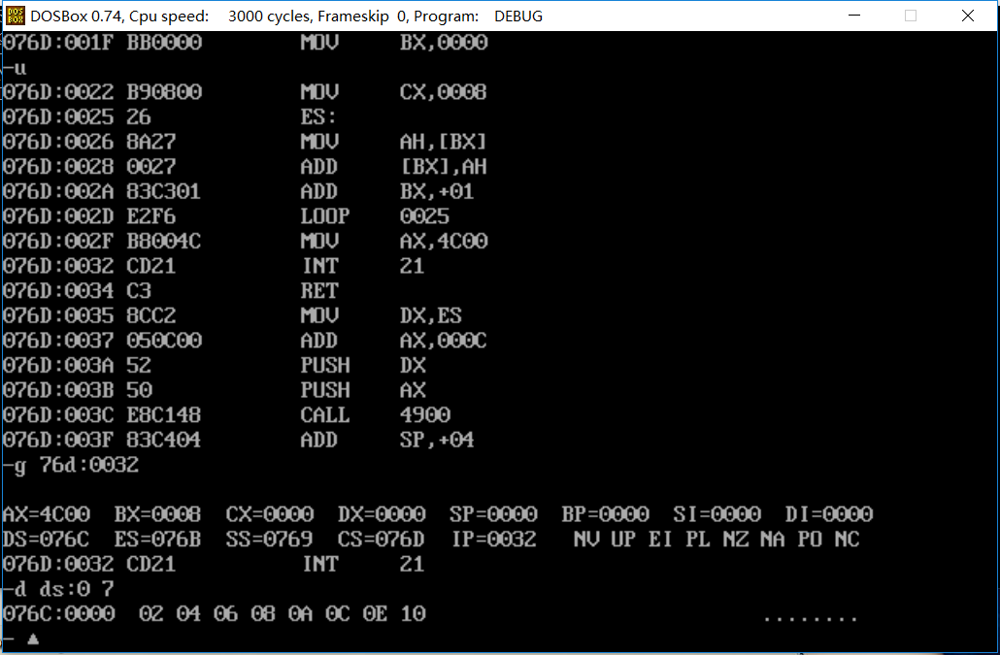 DOS BOX DOSBox 0.74, Cpu speed: 3000 cycles, Frameskip 0, Program: DEBUG
076D:001F BB0000 MOV BX,0000
-u
076D:0022 B90800 MOV CX,0008
076D:0025 26 ES:
076D:0026 8A27 MOV AH,[BX]
076D:0028 0027 ADD [BX],AH
076D:002A 83C301 ADD BX,+01
076D:002D E2F6 LOOP 0025
076D:002F B8004C MOV AX,4C00
076D:0032 CD21 INT 21
076D:0034 C3 RET
076D:0035 8CC2 MOV DX,ES
076D:0037 050C00 ADD AX,000C
076D:003A 52 PUSH DX
076D:003B 50 PUSH AX
076D:003C E8C148 CALL 4900
076D:003F 83C404 ADD SP,+04
-g 76d:0032
AX=4C00 BX=0008 CX=0000 DX=0000 SP=0000 BP=0000 SI=0000 DI=0000
DS=076C ES=076B SS=0769 CS=076D IP=0032 NV UP EI PL NZ NA PO NC
076D:0032 CD21 INT 21
-d ds:0 7
076C:0000 02 04 06 08 0A 0C 0E 10 ........
-